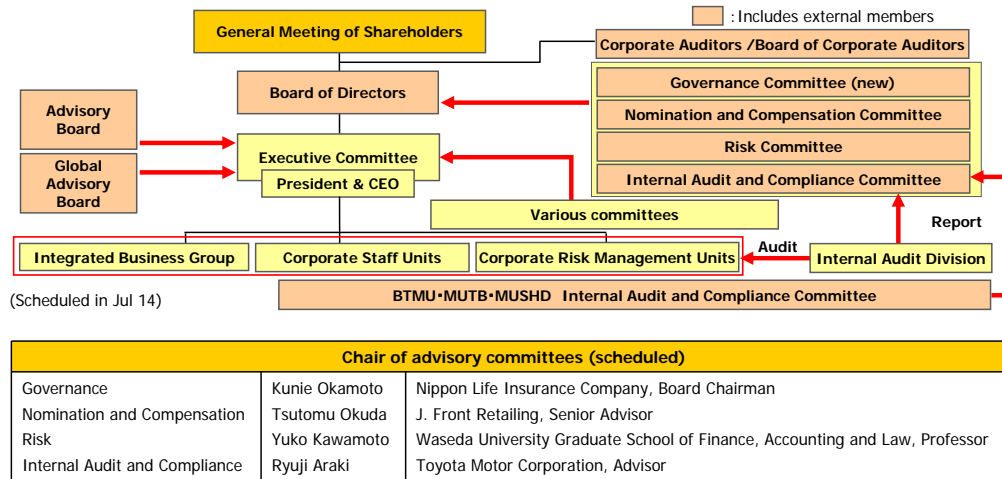 : Includes external members
General Meeting of Shareholders
Corporate Auditors /Board of Corporate Auditors
Board of Directors
Governance Committee (new)
Nomination and Compensation Committee
Risk Committee
Internal Audit and Compliance Committee
Advisory
Board
Global
Advisory
Board
Executive Committee
President & CEO
Various committees
Report
Integrated Business Group
Corporate Staff Units
Corporate Risk Management Units
Audit
Internal Audit Division
(Scheduled in Jul 14)
BTMU・MUTB・MUSHD Internal Audit and Compliance Committee
Chair of advisory committees (scheduled)
Governance Kunie Okamoto Nippon Life Insurance Company, Board Chairman
Nomination and Compensation Tsutomu Okuda J. Front Retailing, Senior Advisor
Risk Yuko Kawamoto Waseda University Graduate School of Finance, Accounting and Law, Professor
Internal Audit and Compliance Ryuji Araki Toyota Motor Corporation, Advisor